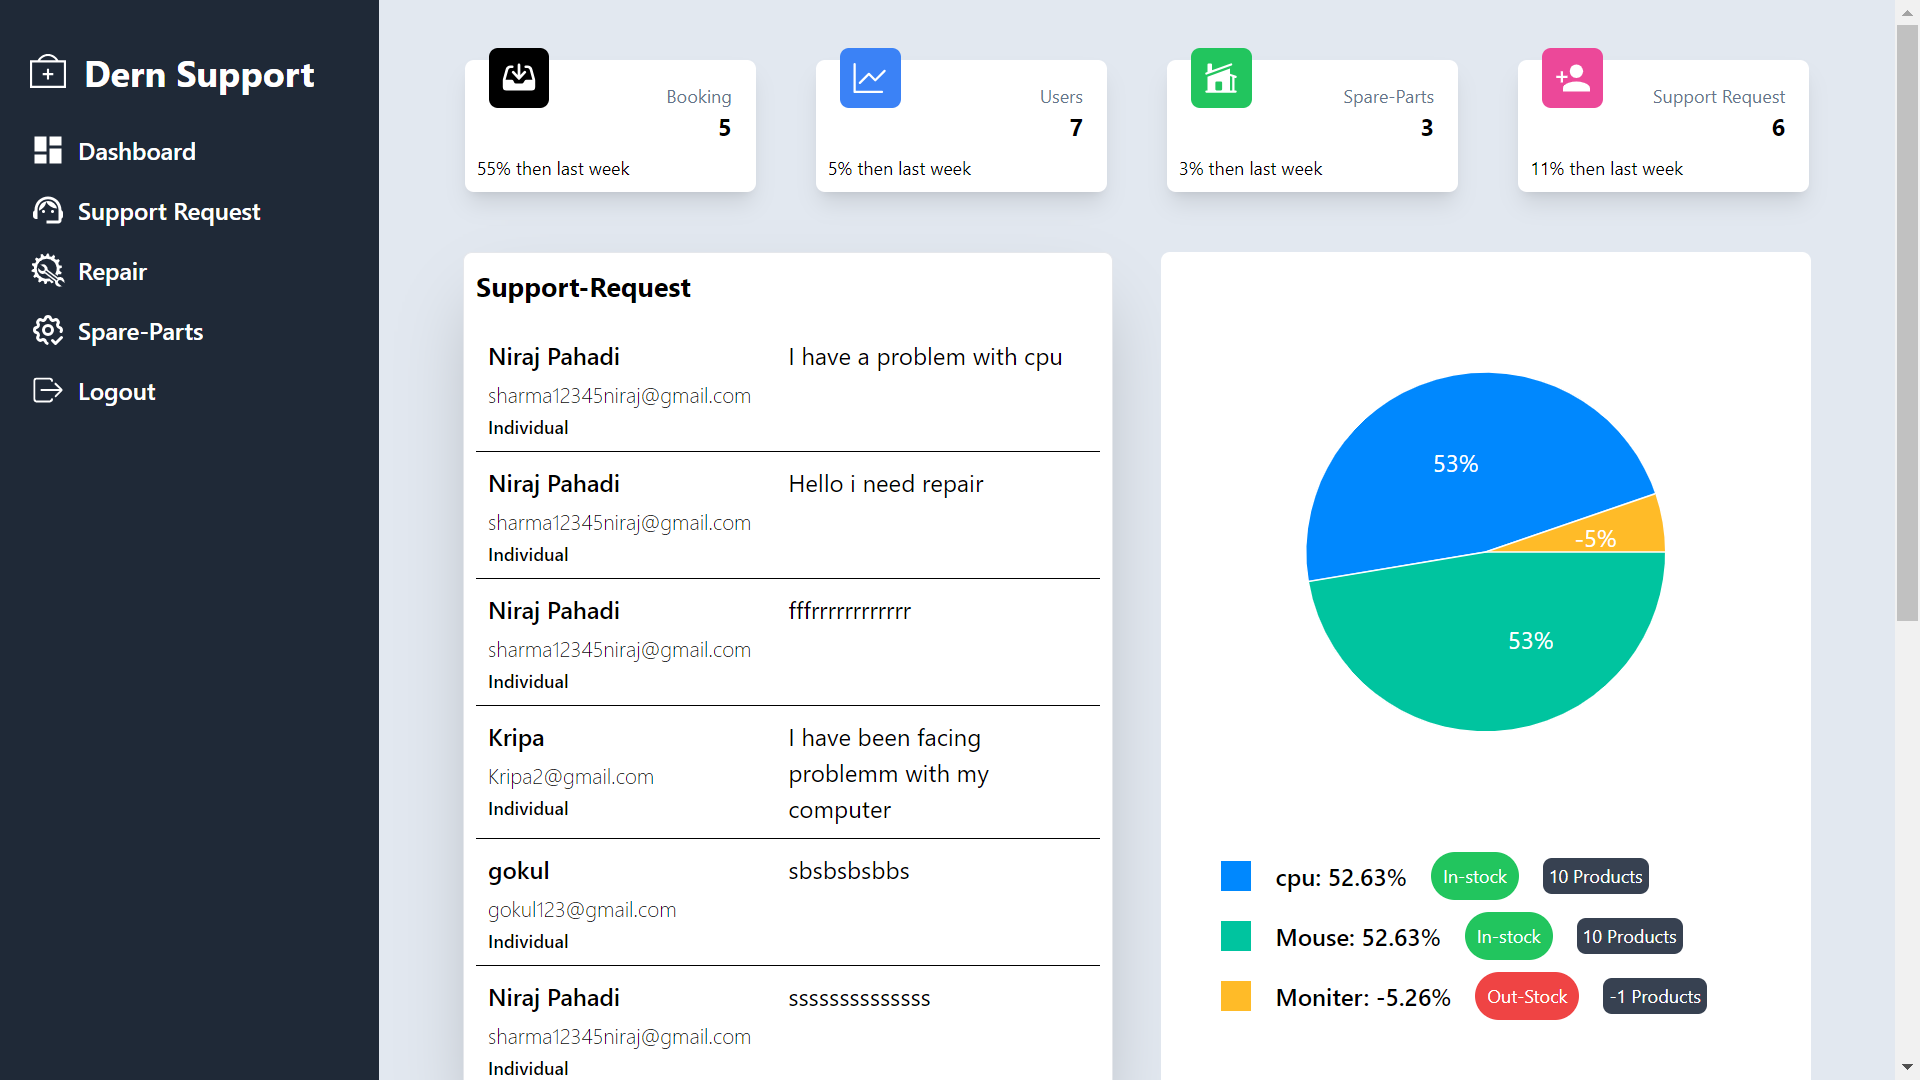 Dern Support
Dashboard
Support Request
Repair
Spare-Parts
Logout
Booking
5
55% then last week
Users
7
5% then last week
Spare-Parts
3
3% then last week
Support Request
6
11% then last week
Support-Request
Niraj Pahadi
I have a problem with cpu
sharma12345niraj@gmail.com
Individual
Niraj Pahadi
Hello i need repair
sharma12345niraj@gmail.com
Individual
Niraj Pahadi
fffrrrrrrrrrrrr
sharma12345niraj@gmail.com
Individual
Kripa
I have been facing
problemm with my
computer
Kripa2@gmail.com
Individual
gokul
sbsbsbsbbs
gokul123@gmail.com
Individual
Niraj Pahadi
ssssssssssssss
sharma12345niraj@gmail.com
Individual
53%
-5%
53%
cpu: 52.63% In-stock 10 Products
Mouse: 52.63% In-stock 10 Products
Moniter: -5.26% Out-Stock -1 Products